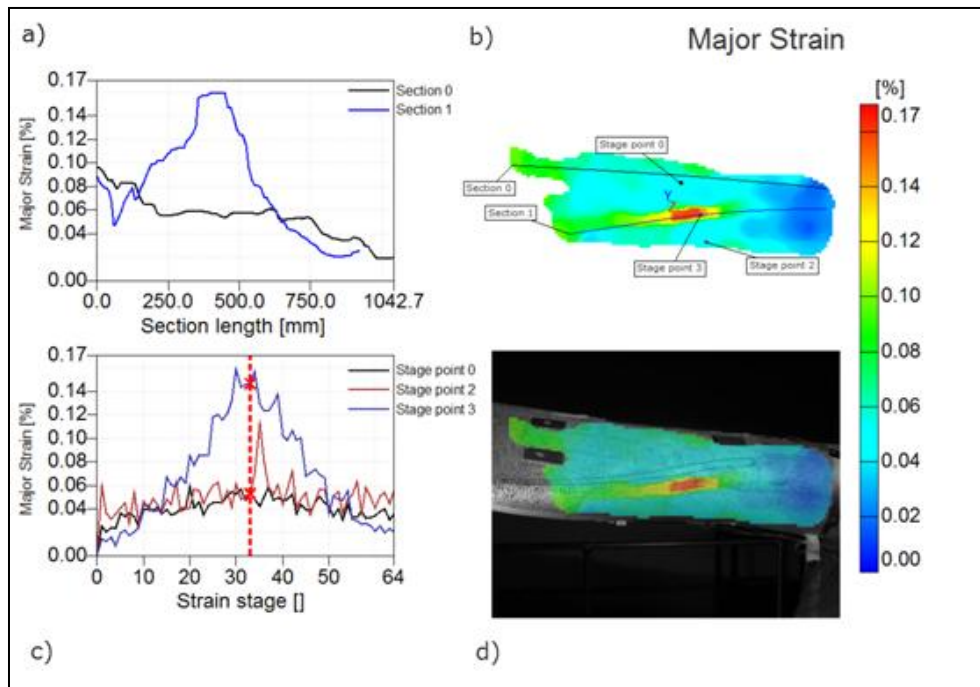 a)
0.17
0.14
0.12
0.10
0.08
0.06
0.04
0.00
Major Strain [%]
Section 0
Section 1
0.0 250.0 500.0 750.0 1042.7
Section length [mm]
b)
Major Strain
[%]
Stage point 0
Section 0
Y
Section 1
Stage point 3
Stage point 2
0.17
0.14
0.12
0.10
0.08
0.06
0.04
0.02
0.00
0.17
0.14
0.12
0.10
0.08
0.06
0.04
0.00
Major Strain [%]
Stage point 0
Stage point 2
Stage point 3
0 10 20 30 40 50 64
Strain stage []
c)
d)